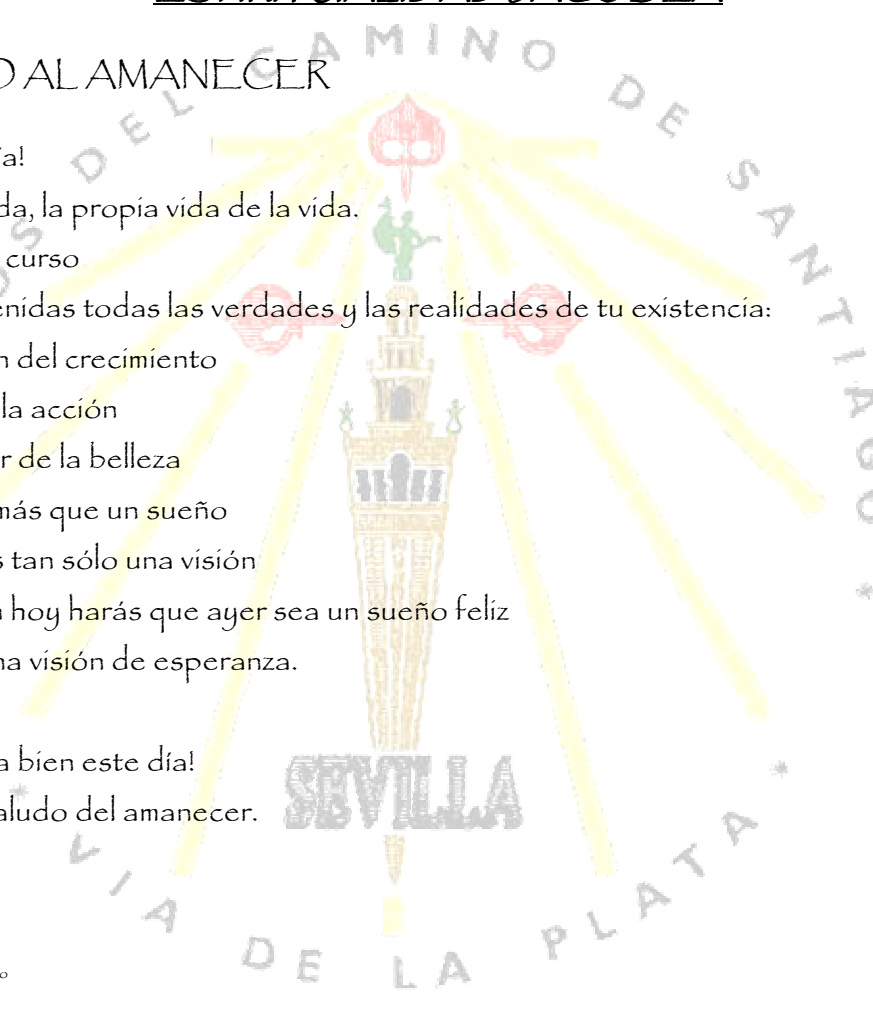 O AL AMANECER
ía!
da, la propia vida de la vida.
curso
enidas todas las verdades y las realidades de tu existencia:
n del crecimiento
la acción
r de la belleza
más que un sueño
s tan sólo una visión
n hoy harás que ayer sea un sueño feliz
na visión de esperanza.
a bien este día!
aludo del amanecer.
o
S DEL CAMINO DE SANTIAGO
SEVILLA
* VIA DE LA PLATA *